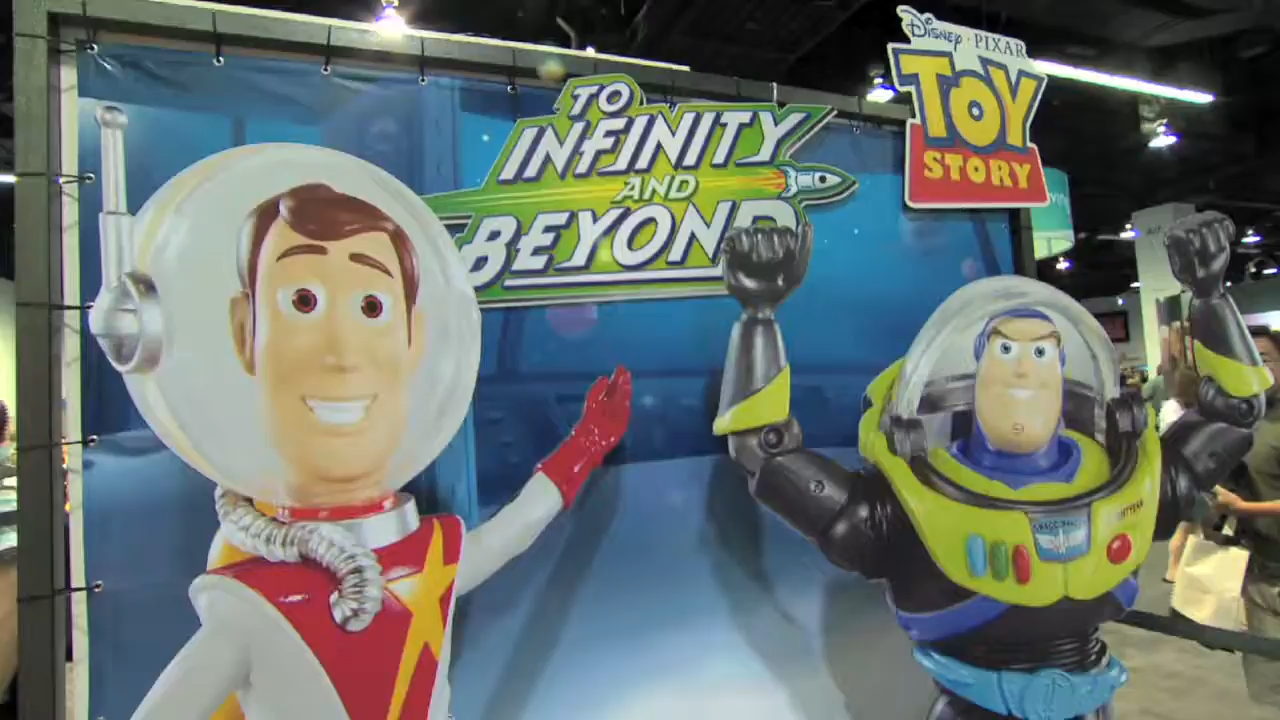 Disney · PIXAR
TOY
STORY
TO
INFINITY
AND
BEYOND